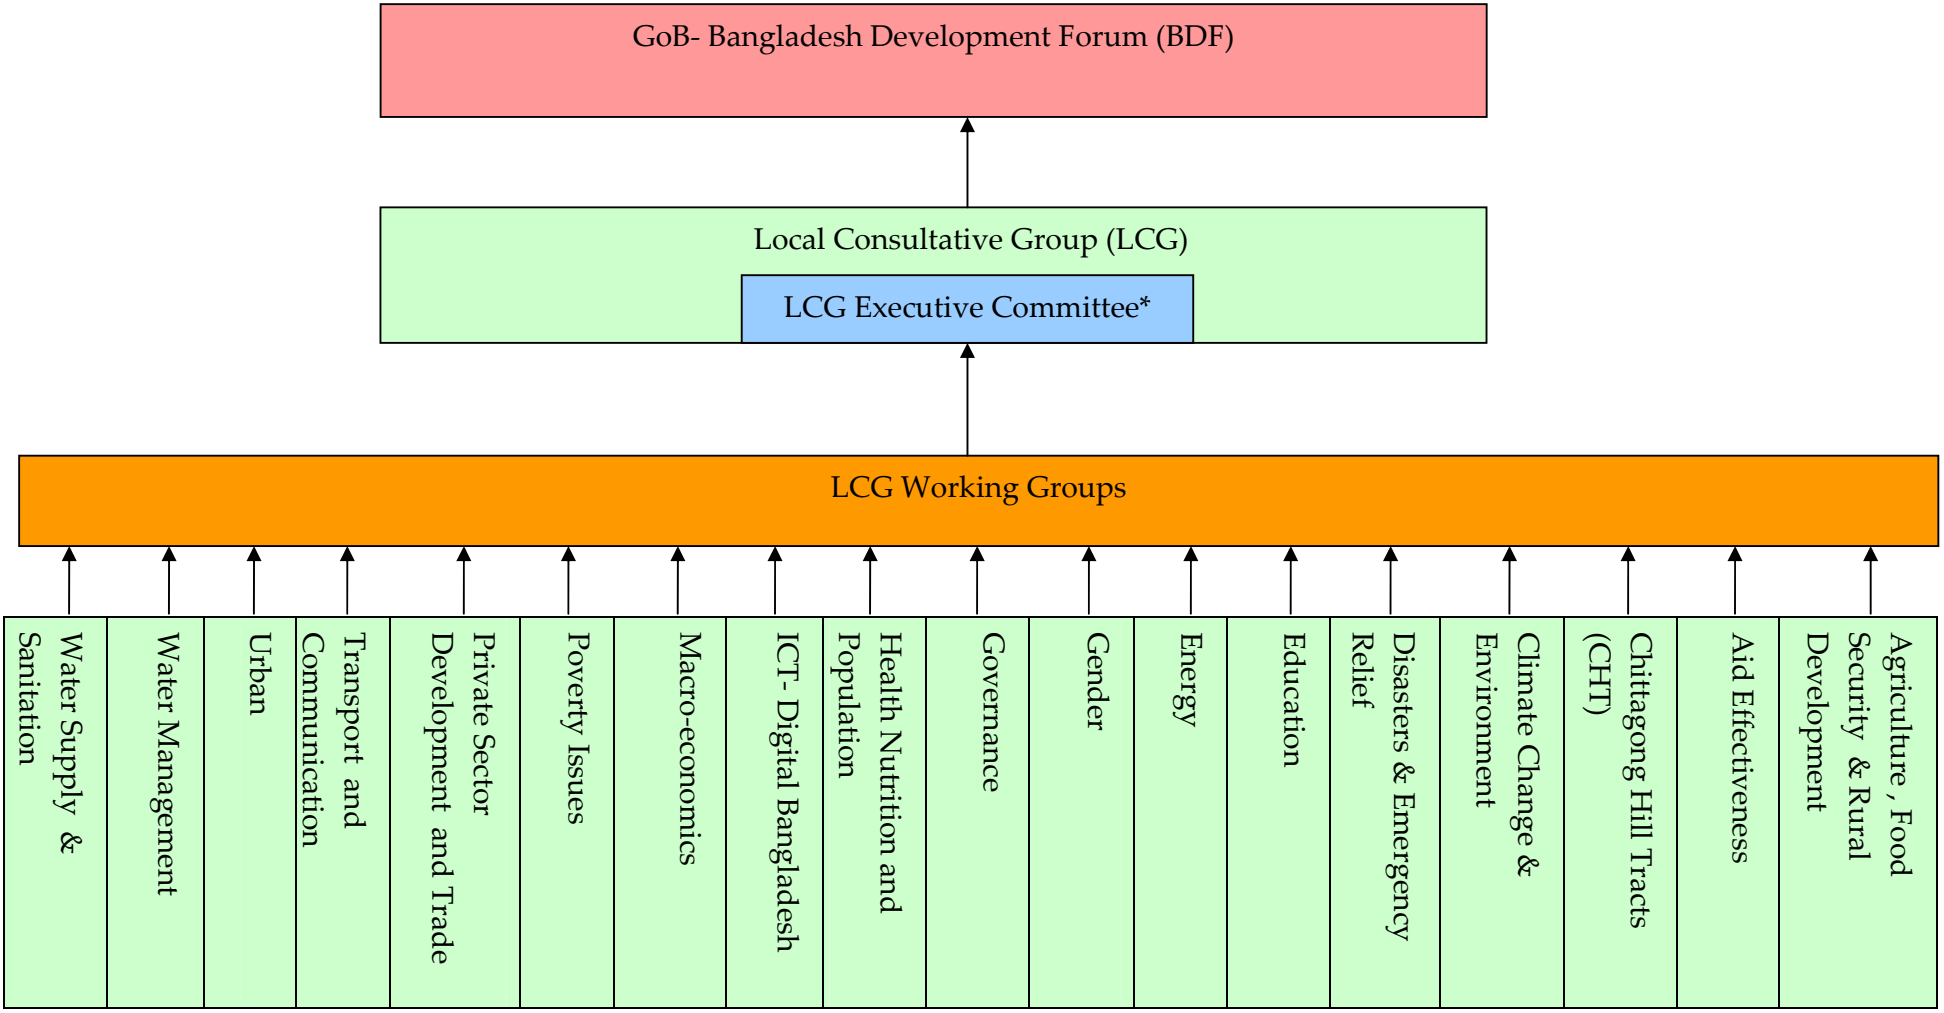 GoB- Bangladesh Development Forum (BDF)
Local Consultative Group (LCG)
LCG Executive Committee*
LCG Working Groups
Water Supply &
Sanitation
Water Management
Urban
Transport and
Communication
Private Sector
Development and Trade
Poverty Issues
Macro-economics
ICT- Digital Bangladesh
Health Nutrition and
Population
Governance
Gender
Energy
Education
Disasters & Emergency
Relief
Climate Change &
Environment
Chittagong Hill Tracts
(CHT)
Aid Effectiveness
Agriculture , Food
Security & Rural
Development